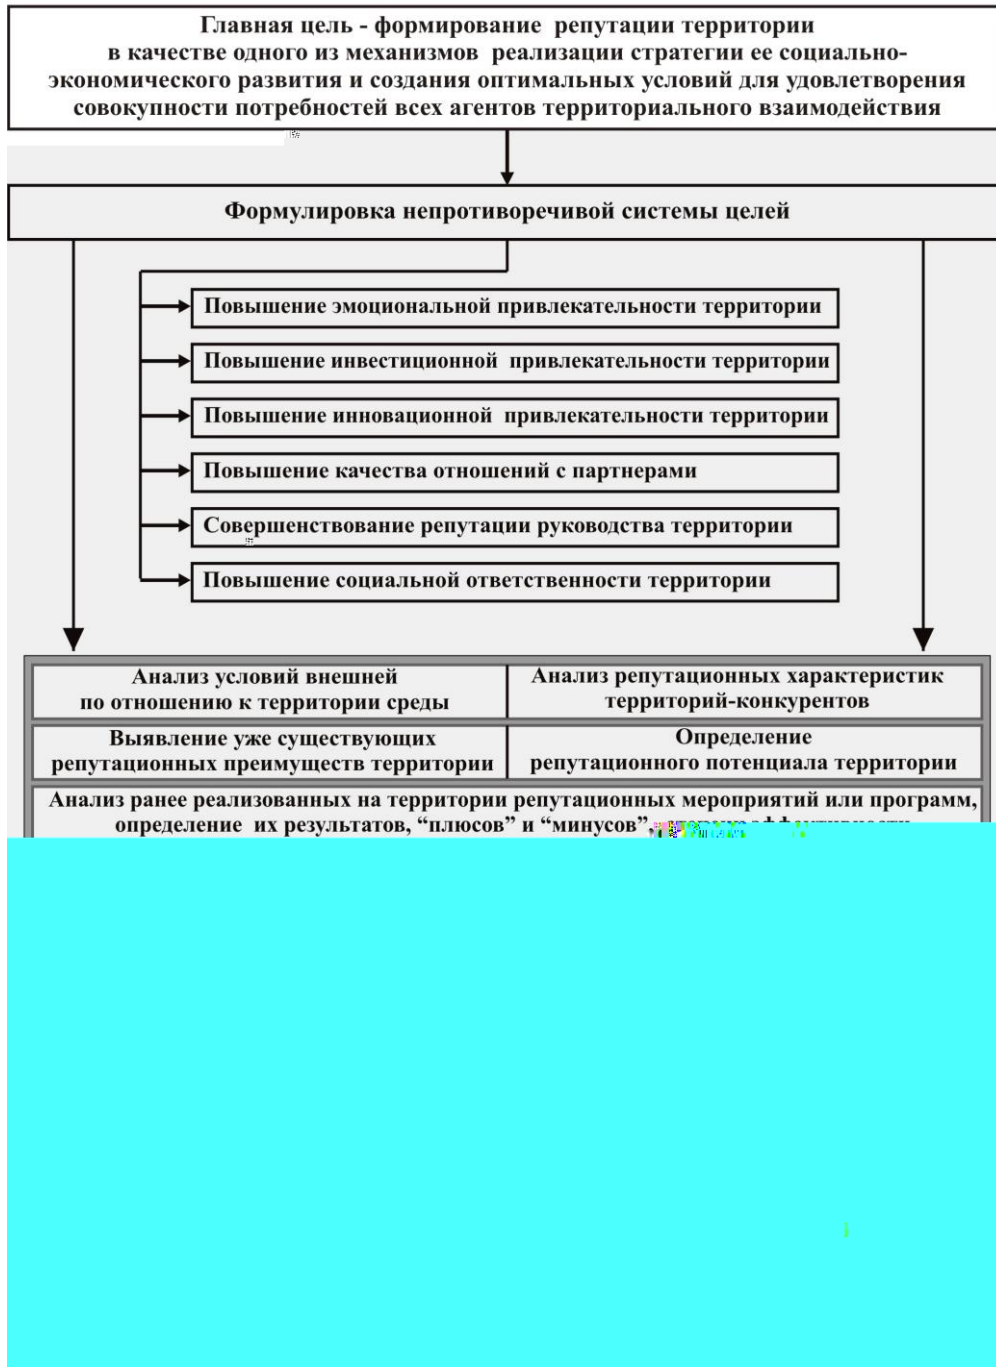 Главная цель - формирование репутации территории
в качестве одного из механизмов реализации стратегии ее социально-
экономического развития и создания оптимальных условий для удовлетворения
совокупности потребностей всех агентов территориального взаимодействия
Формулировка непротиворечивой системы целей
Повышение эмоциональной привлекательности территории
Повышение инвестиционной привлекательности территории
Повышение инновационной привлекательности территории
Повышение качества отношений с партнерами
Совершенствование репутации руководства территории
Повышение социальной ответственности территории
Анализ условий внешней
по отношению к территории среды
Анализ репутационных характеристик
территорий-конкурентов
Выявление уже существующих
репутационных преимуществ территории
Определение
репутационного потенциала территории
Анализ ранее реализованных на территории репутационных мероприятий или программ,
определение их результатов, “плюсов” и “минусов”,